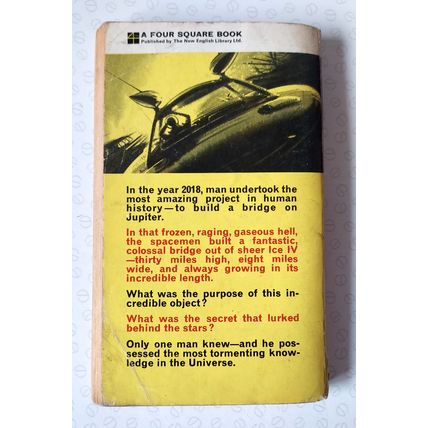 A FOUR SQUARE BOOK
Published by The New English Library Ltd.
In the year 2018, man undertook the
most amazing project in human
history—to build a bridge on
Jupiter.
In that frozen, raging, gaseous hell,
the spacemen built a fantastic,
colossal bridge out of sheer Ice IV
—thirty miles high, eight miles
wide, and always growing in its
incredible length.
What was the purpose of this in-
credible object?
What was the secret that lurked
behind the stars?
Only one man knew—and he pos-
sessed the most tormenting know-
ledge in the Universe.